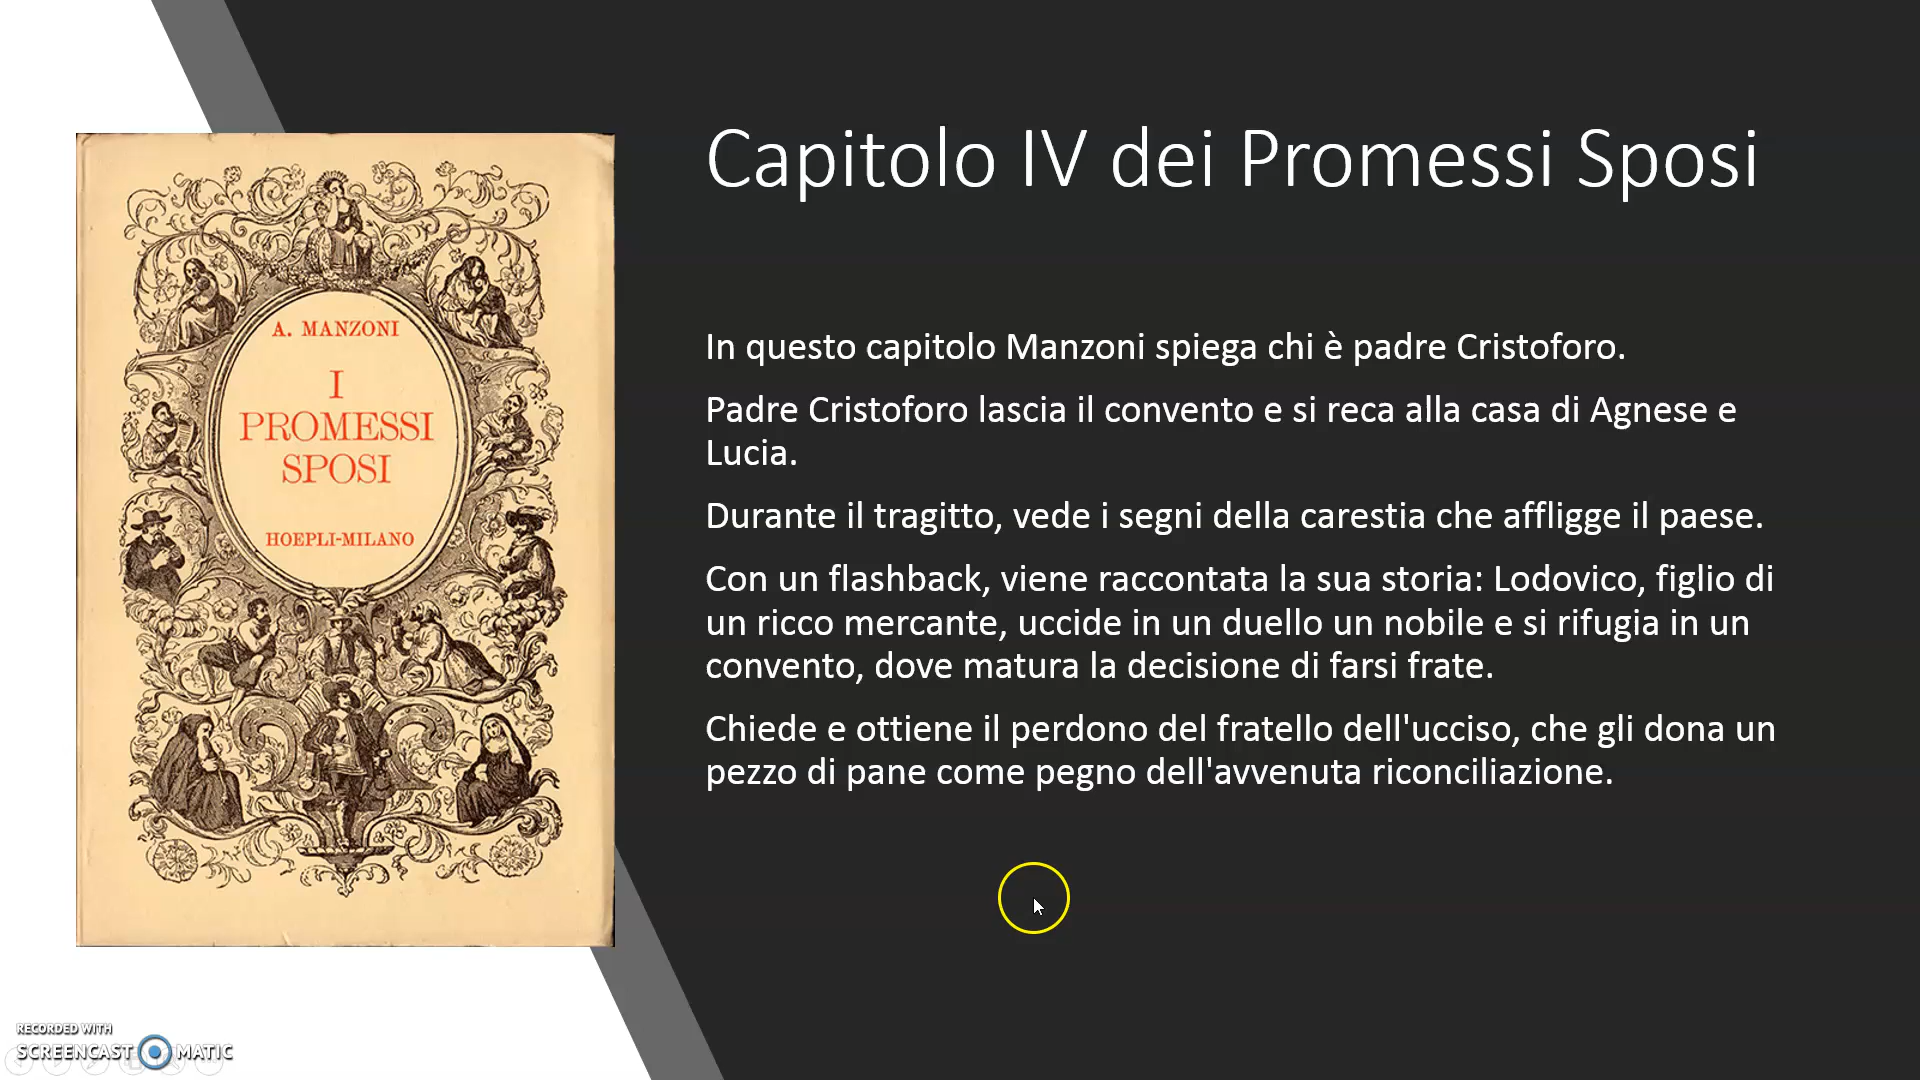 Capitolo IV dei Promessi Sposi
A. MANZONI
I
PROMESSI
SPOSI
HOEPLI-MILANO
In questo capitolo Manzoni spiega chi è padre Cristoforo.
Padre Cristoforo lascia il convento e si reca alla casa di Agnese e
Lucia.
Durante il tragitto, vede i segni della carestia che affligge il paese.
Con un flashback, viene raccontata la sua storia: Lodovico, figlio di
un ricco mercante, uccide in un duello un nobile e si rifugia in un
convento, dove matura la decisione di farsi frate.
Chiede e ottiene il perdono del fratello dell'ucciso, che gli dona un
pezzo di pane come pegno dell'avvenuta riconciliazione.
RECORDED WITH
SCREENCAST MATIC